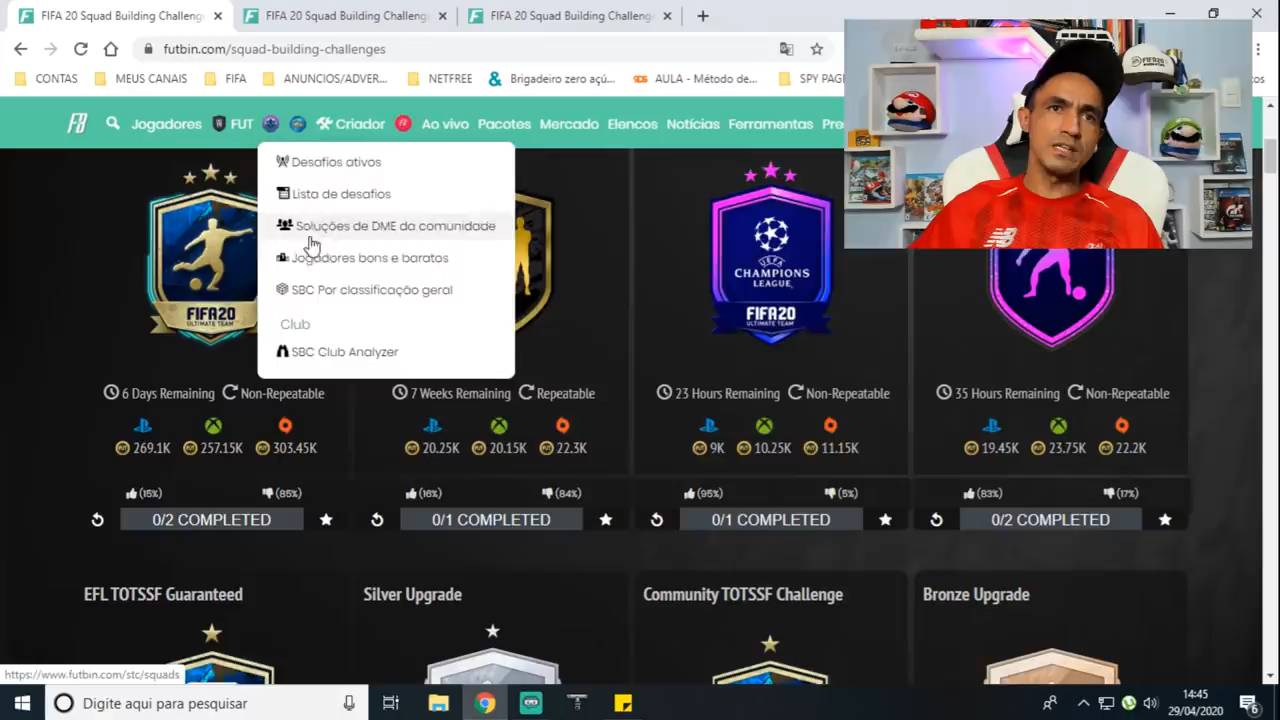 FIFA 20 Squad Building Challeng
FIFA 20 Squad Building Challeng
FIFA 20 Squad Building Challeng
futbin.com/squad-building-challenges
CONTAS
MEUS CANAIS
FIFA
ANUNCIOS/ADVER...
NETFREE
Brigadeiro zero açú...
AULA - Método de...
SPY PAGE
Jogadores
FUT
Criador
Ao vivo
Pacotes
Mercado
Elencos
Notícias
Ferramentas
Pre
Desafios ativos
Lista de desafios
Soluções de DME da comunidade
Jogadores bons e baratos
SBC Por classificação geral
Club
SBC Club Analyzer
FIFA20
ULTIMATE TEAM
CHAMPIONS
LEAGUE
FIFA20
ULTIMATE TEAM
6 Days Remaining
Non-Repeatable
7 Weeks Remaining
Repeatable
23 Hours Remaining
Non-Repeatable
35 Hours Remaining
Non-Repeatable
269.1K
257.15K
303.45K
20.25K
20.15K
22.3K
9K
10.25K
11.15K
19.45K
23.75K
22.2K
(15%)
(85%)
(16%)
(84%)
(95%)
(5%)
(83%)
(17%)
0/2 COMPLETED
0/1 COMPLETED
0/1 COMPLETED
0/2 COMPLETED
EFL TOTSSF Guaranteed
Silver Upgrade
Community TOTSSF Challenge
Bronze Upgrade
https://www.futbin.com/stc/squads
Digite aqui para pesquisar
14:45
29/04/2020
6